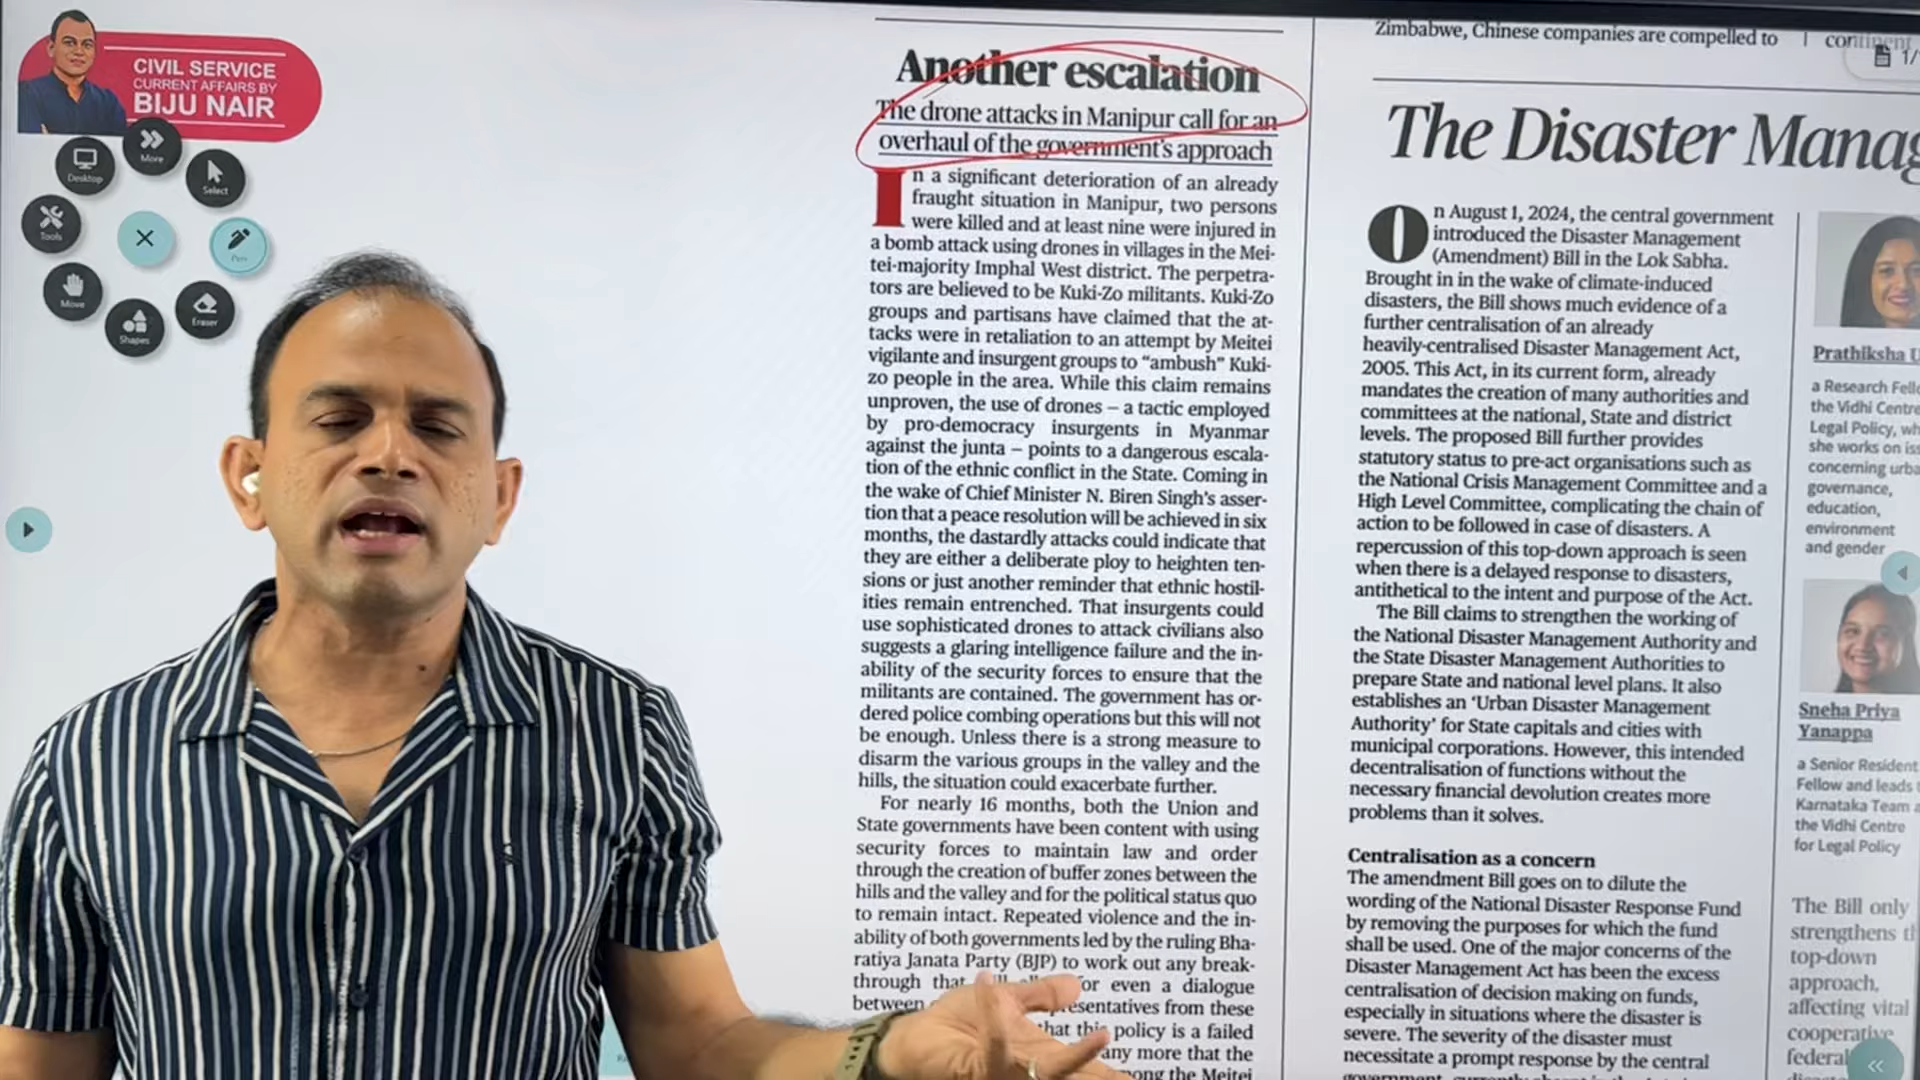 CIVIL SERVICE
CURRENT AFFAIRS BY
BIJU NAIR
More
Desktop
Select
Tools
Pen
Move
Eraser
Shapes
Another escalation
The drone attacks in Manipur call for an
overhaul of the government's approach
In a significant deterioration of an already
fraught situation in Manipur, two persons
were killed and at least nine were injured in
a bomb attack using drones in villages in the Mei-
tei-majority Imphal West district. The perpetra-
tors are believed to be Kuki-Zo militants. Kuki-Zo
groups and partisans have claimed that the at-
tacks were in retaliation to an attempt by Meitei
vigilante and insurgent groups to “ambush” Kuki-
zo people in the area. While this claim remains
unproven, the use of drones – a tactic employed
by pro-democracy insurgents in Myanmar
against the junta – points to a dangerous escala-
tion of the ethnic conflict in the State. Coming in
the wake of Chief Minister N. Biren Singh's asser-
tion that a peace resolution will be achieved in six
months, the dastardly attacks could indicate that
they are either a deliberate ploy to heighten ten-
sions or just another reminder that ethnic hostil-
ities remain entrenched. That insurgents could
use sophisticated drones to attack civilians also
suggests a glaring intelligence failure and the in-
ability of the security forces to ensure that the
militants are contained. The government has or-
dered police combing operations but this will not
be enough. Unless there is a strong measure to
disarm the various groups in the valley and the
hills, the situation could exacerbate further.
For nearly 16 months, both the Union and
State governments have been content with using
security forces to maintain law and order
through the creation of buffer zones between the
hills and the valley and for the political status quo
to remain intact. Repeated violence and the in-
ability of both governments led by the ruling Bha-
ratiya Janata Party (BJP) to work out any break-
through that for even a dialogue
between representatives from these
that this policy is a failed
any more that the
among the Meitei
Zimbabwe, Chinese companies are compelled to
continent
1/
The Disaster Manag
On August 1, 2024, the central government
introduced the Disaster Management
(Amendment) Bill in the Lok Sabha.
Brought in in the wake of climate-induced
disasters, the Bill shows much evidence of a
further centralisation of an already
heavily-centralised Disaster Management Act,
2005. This Act, in its current form, already
mandates the creation of many authorities and
committees at the national, State and district
levels. The proposed Bill further provides
statutory status to pre-act organisations such as
the National Crisis Management Committee and a
High Level Committee, complicating the chain of
action to be followed in case of disasters. A
repercussion of this top-down approach is seen
when there is a delayed response to disasters,
antithetical to the intent and purpose of the Act.
The Bill claims to strengthen the working of
the National Disaster Management Authority and
the State Disaster Management Authorities to
prepare State and national level plans. It also
establishes an ‘Urban Disaster Management
Authority’ for State capitals and cities with
municipal corporations. However, this intended
decentralisation of functions without the
necessary financial devolution creates more
problems than it solves.
Centralisation as a concern
The amendment Bill goes on to dilute the
wording of the National Disaster Response Fund
by removing the purposes for which the fund
shall be used. One of the major concerns of the
Disaster Management Act has been the excess
centralisation of decision making on funds,
especially in situations where the disaster is
severe. The severity of the disaster must
necessitate a prompt response by the central
Prathiksha U
a Research Fello
the Vidhi Centre
Legal Policy, wh
she works on iss
concerning urba
governance,
education,
environment
and gender
Sneha Priya
Yanappa
a Senior Resident
Fellow and leads t
Karnataka Team a
the Vidhi Centre
for Legal Policy
The Bill only
strengthens th
top-down
approach,
affecting vital
cooperative
federal